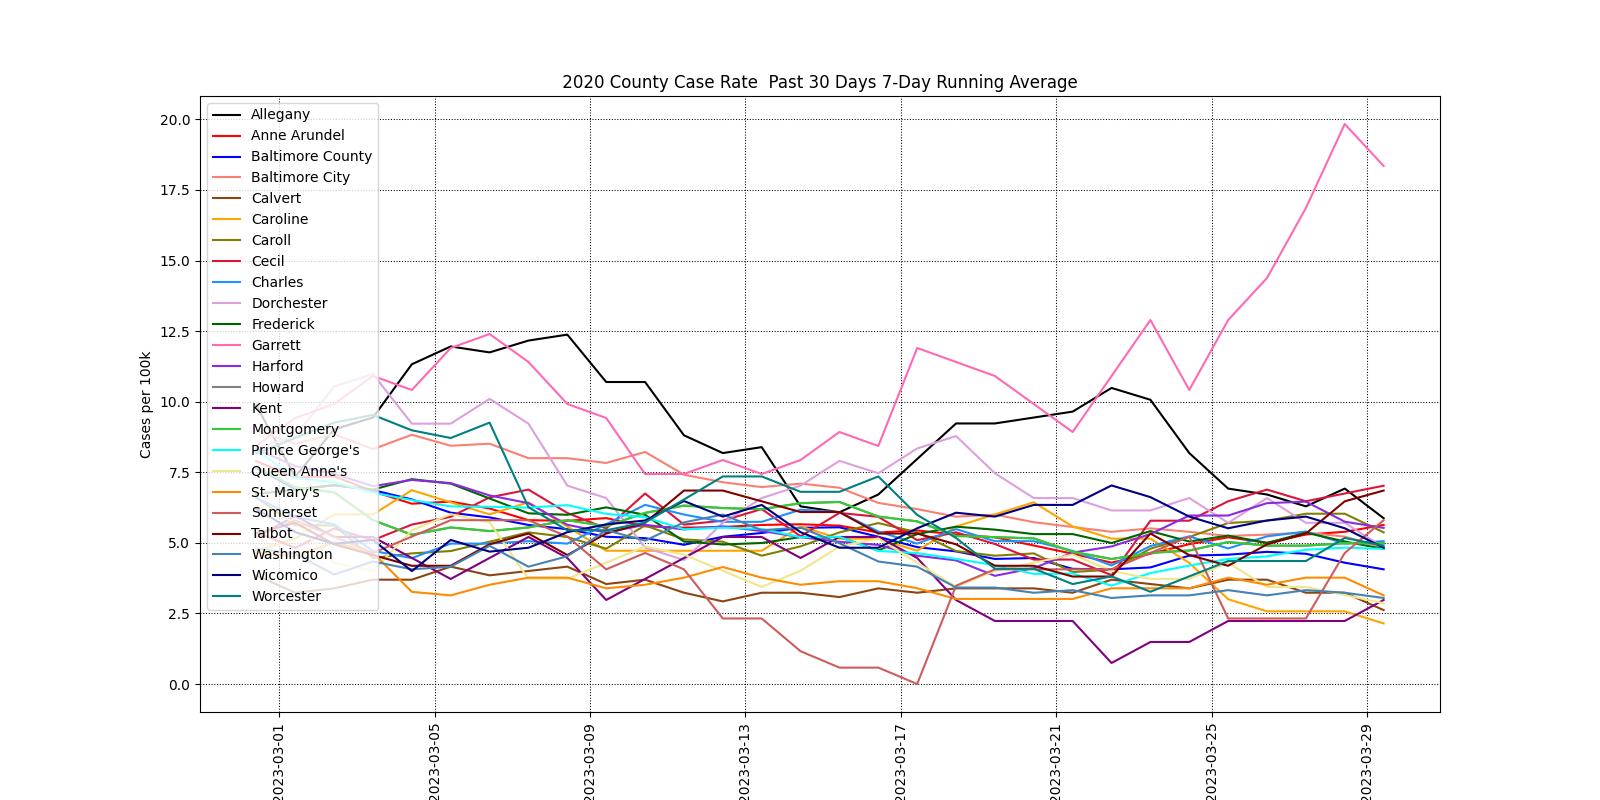 2020 County Case Rate  Past 30 Days 7-Day Running Average
Cases per 100k
20.0
17.5
15.0
12.5
10.0
7.5
5.0
2.5
0.0
Allegany
Anne Arundel
Baltimore County
Baltimore City
Calvert
Caroline
Caroll
Cecil
Charles
Dorchester
Frederick
Garrett
Harford
Howard
Kent
Montgomery
Prince George's
Queen Anne's
St. Mary's
Somerset
Talbot
Washington
Wicomico
Worcester
2023-03-01
2023-03-05
2023-03-09
2023-03-13
2023-03-17
2023-03-21
2023-03-25
2023-03-29